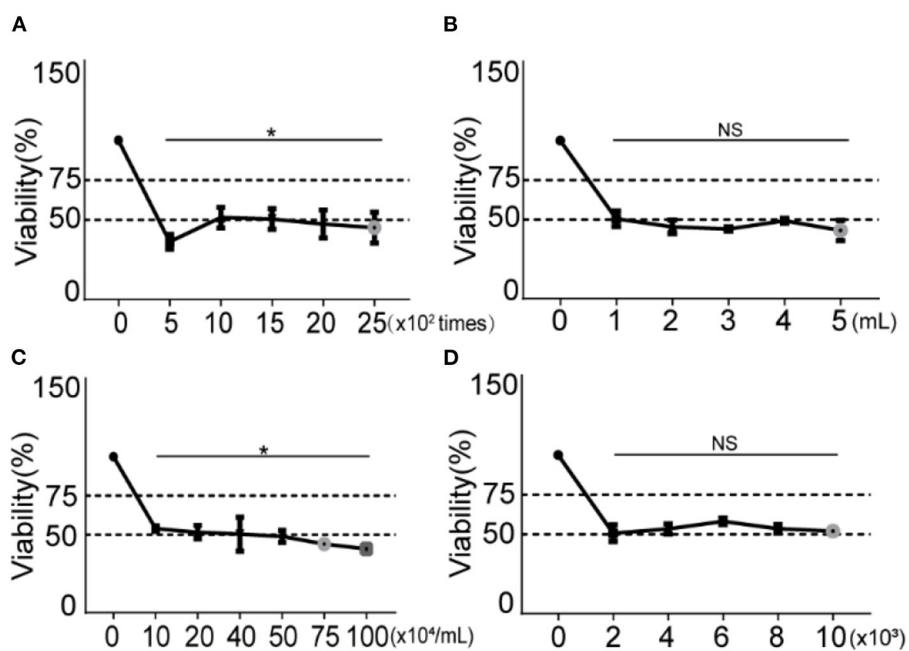 A
Viability(%)
150
75
50
0
*
0 5 10 15 20 25 (x10² times)
B
Viability(%)
150
75
50
0
NS
0 1 2 3 4 5 (mL)
C
Viability(%)
150
75
50
0
*
0 10 20 40 50 75 100 (x10⁴/mL)
D
Viability(%)
150
75
50
0
NS
0 2 4 6 8 10 (x10³)